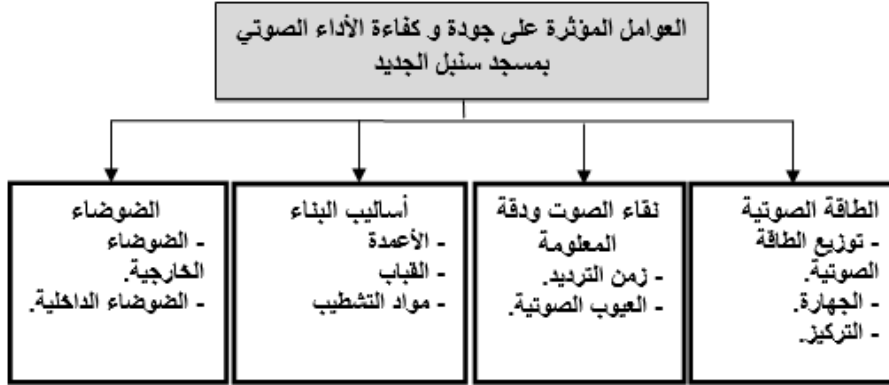 العوامل المؤثرة على جودة و كفاءة الأداء الصوتي
بمسجد سنبل الجديد
الطاقة الصوتية
- توزيع الطاقة
الصوتية.
- الجهارة.
- التركيز.
نقاء الصوت ودقة
المعلومة
- زمن الترديد.
- العيوب الصوتية.
أساليب البناء
- الأعمدة
- القباب
- مواد التشطيب
الضوضاء
- الضوضاء
الخارجية.
- الضوضاء الداخلية.